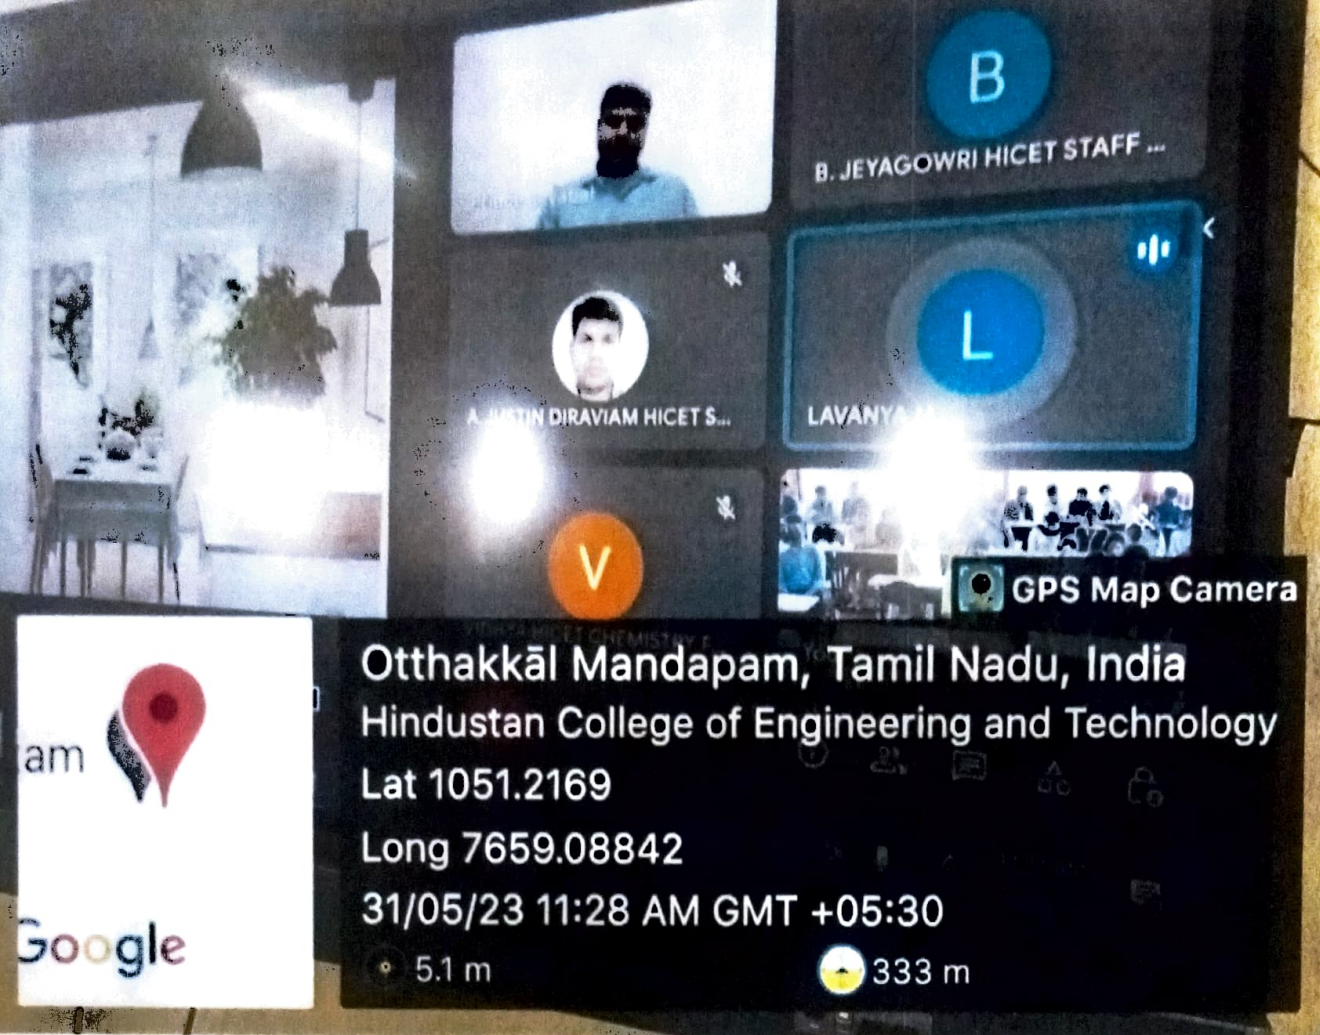 B
B. JEYAGOWRI HICET STAFF ...
L
A. JUSTIN DIRAVIAM HICET S...
LAVANYA
V
HICET CHEMISTRY
GPS Map Camera
Otthakkāl Mandapam, Tamil Nadu, India
Hindustan College of Engineering and Technology
Lat 1051.2169
Long 7659.08842
31/05/23 11:28 AM GMT +05:30
5.1 m
333 m
am
Google